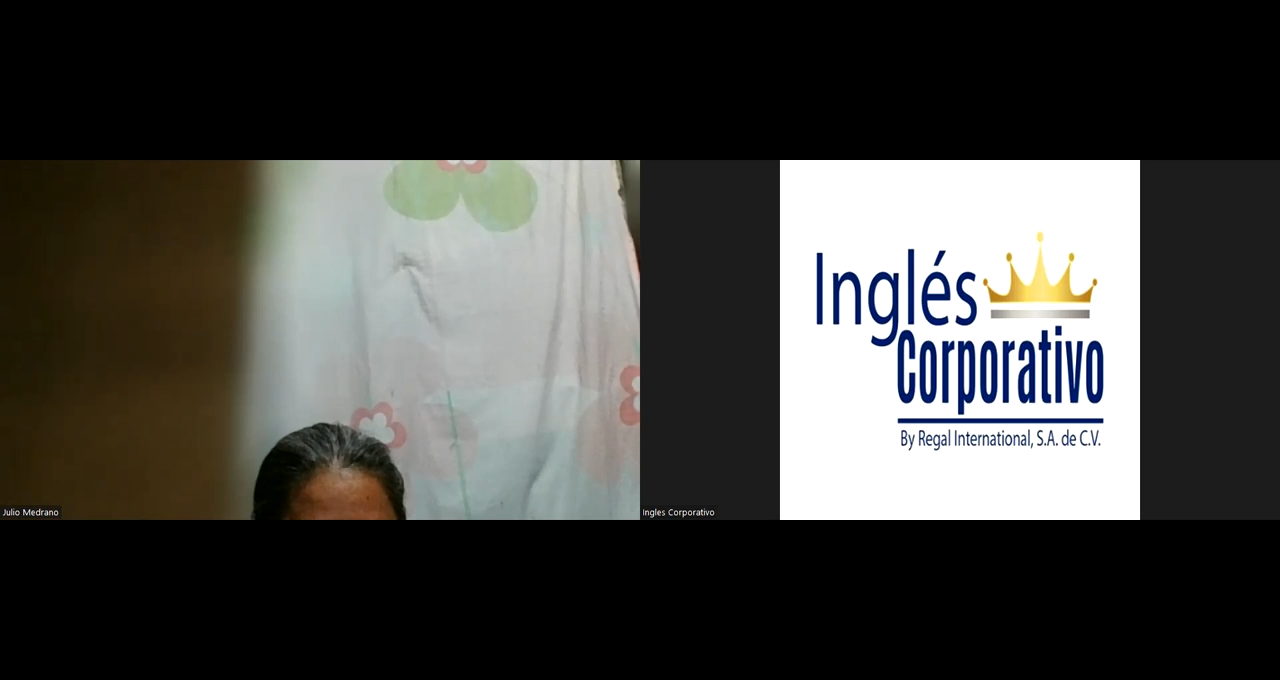 Inglés
Corporativo
By Regal International, S.A. de C.V.
Julio Medrano
Ingles Corporativo